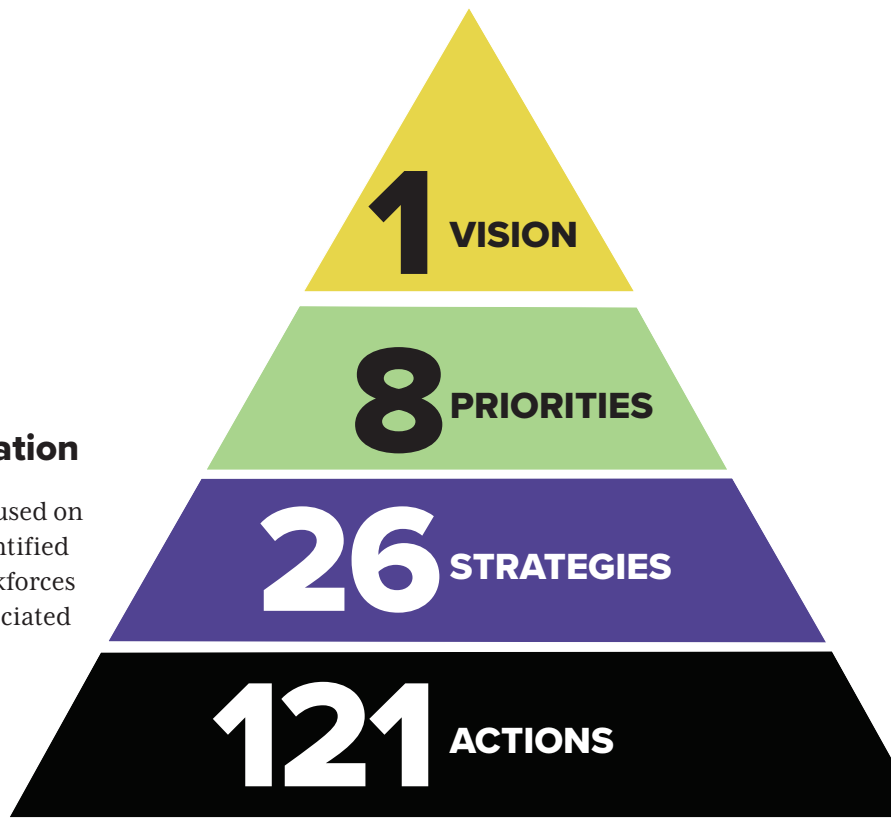 1 VISION
8 PRIORITIES
ation
used on
ntified
kforces
ciated
26 STRATEGIES
121 ACTIONS